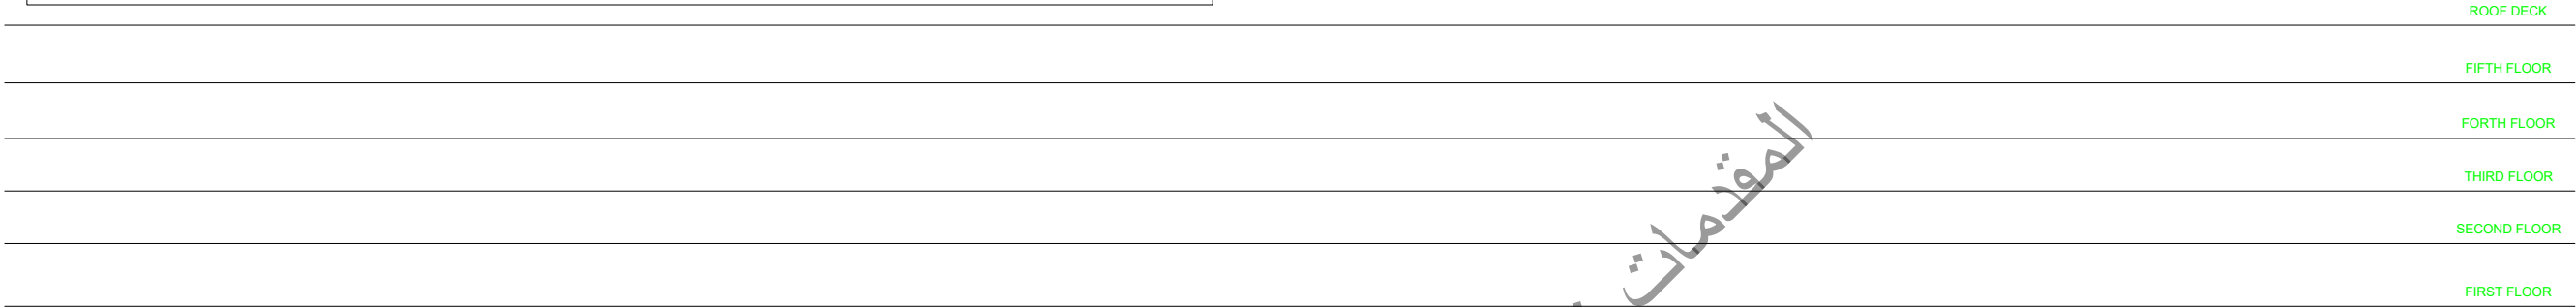 ROOF DECK
FIFTH FLOOR
FORTH FLOOR
المقدمات
THIRD FLOOR
SECOND FLOOR
FIRST FLOOR